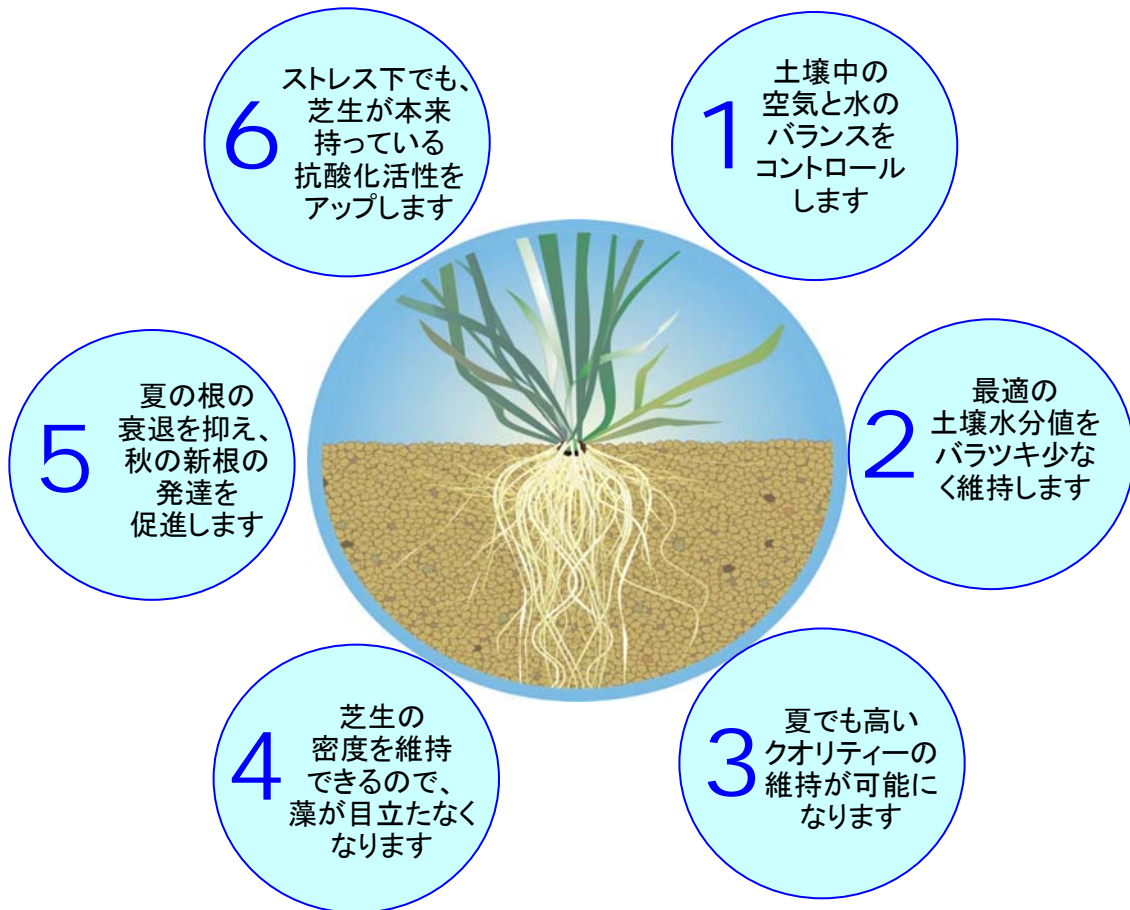 1
土壌中の
空気と水の
バランスを
コントロール
します
2
最適の
土壌水分値を
バラツキ少な
く維持します
3
夏でも高い
クオリティーの
維持が可能に
なります
4
芝生の
密度を維持
できるので、
藻が目立たなく
なります
5
夏の根の
衰退を抑え、
秋の新根の
発達を
促進します
6
ストレス下でも、
芝生が本来
持っている
抗酸化活性を
アップします